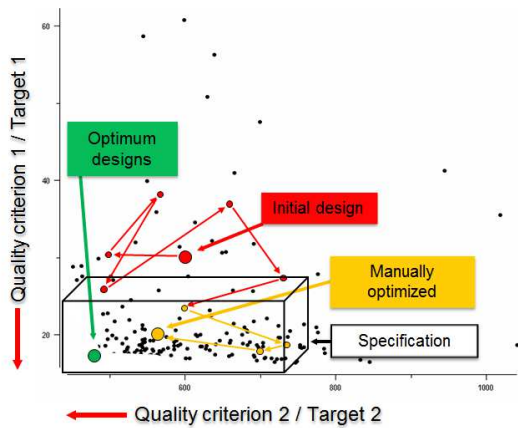 60
40
20
600
800
1000
Quality criterion 1 / Target 1
Optimum
designs
Initial design
Manually
optimized
Specification
Quality criterion 2 / Target 2